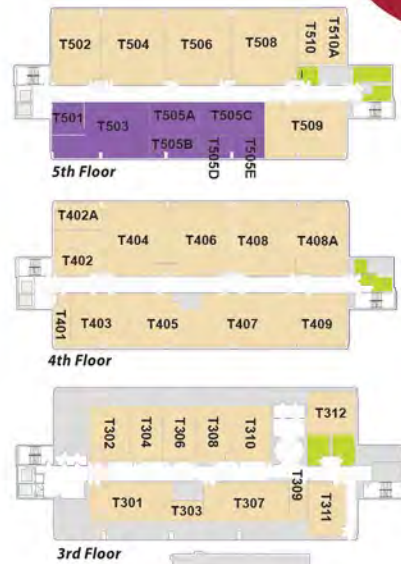 T502 T504 T506 T508 T510 T510A
T501 T503 T505A T505C T509
T505B T505D T505E
5th Floor
T402A
T404 T406 T408 T408A
T402
T401 T403 T405 T407 T409
4th Floor
T312
T302 T304 T306 T308 T310
T301 T303 T307 T309 T311
3rd Floor